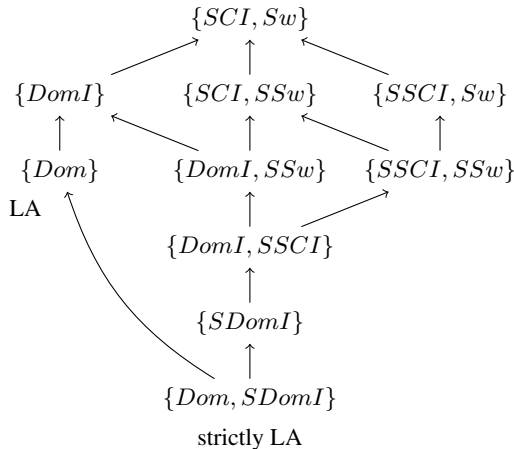 {SCI, Sw}
{DomI} {SCI, SSw} {SSCI, Sw}
{Dom} {DomI, SSw} {SSCI, SSw}
LA
{DomI, SSCI}
{SDomI}
{Dom, SDomI}
strictly LA